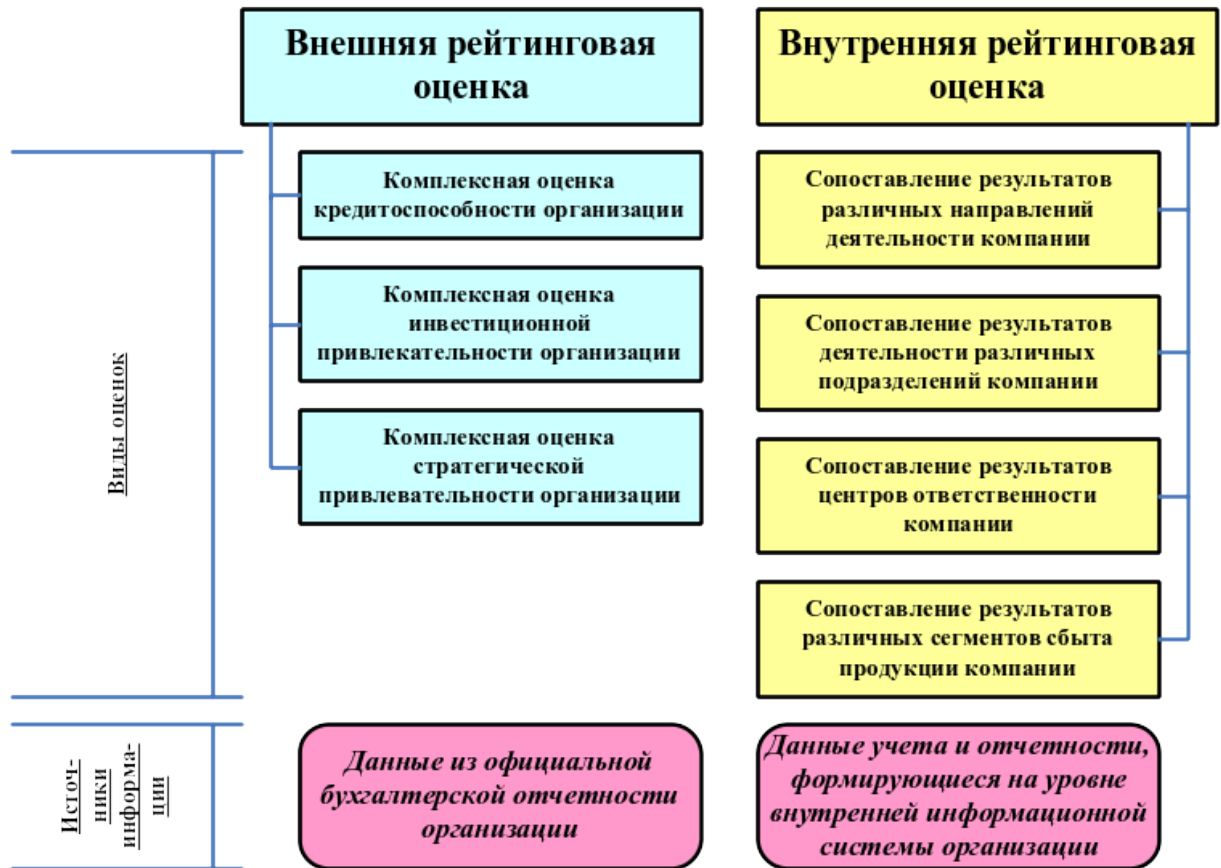 Внешняя рейтинговая
оценка
Внутренняя рейтинговая
оценка
Виды оценок
Комплексная оценка
кредитоспособности организации
Комплексная оценка
инвестиционной
привлекательности организации
Комплексная оценка
стратегической
привлевательности организации
Сопоставление результатов
различных направлений
деятельности компании
Сопоставление результатов
деятельности различных
подразделений компании
Сопоставление результатов
центров ответственности
компании
Сопоставление результатов
различных сегментов сбыта
продукции компании
Источ-
ники
информа-
ции
Данные из официальной
бухгалтерской отчетности
организации
Данные учета и отчетности,
формирующиеся на уровне
внутренней информационной
системы организации